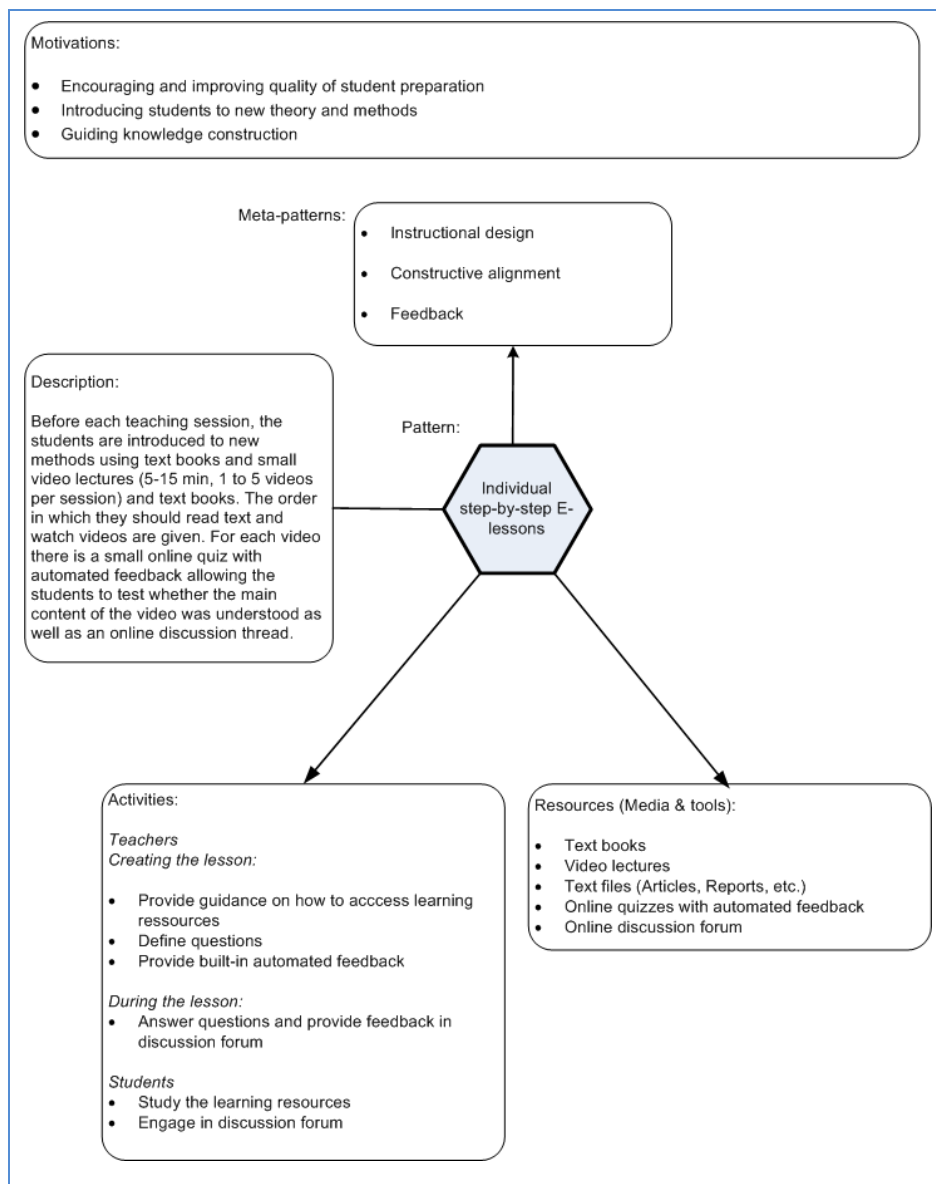 Motivations:
• Encouraging and improving quality of student preparation
• Introducing students to new theory and methods
• Guiding knowledge construction
Meta-patterns:
• Instructional design
• Constructive alignment
• Feedback
Description:
Before each teaching session, the
students are introduced to new
methods using text books and small
video lectures (5-15 min, 1 to 5 videos
per session) and text books. The order
in which they should read text and
watch videos are given. For each video
there is a small online quiz with
automated feedback allowing the
students to test whether the main
content of the video was understood as
well as an online discussion thread.
Pattern:
Individual
step-by-step E-
lessons
Activities:
Teachers
Creating the lesson:
• Provide guidance on how to acccess learning
ressources
• Define questions
• Provide built-in automated feedback
During the lesson:
• Answer questions and provide feedback in
discussion forum
Students
• Study the learning resources
• Engage in discussion forum
Resources (Media & tools):
• Text books
• Video lectures
• Text files (Articles, Reports, etc.)
• Online quizzes with automated feedback
• Online discussion forum